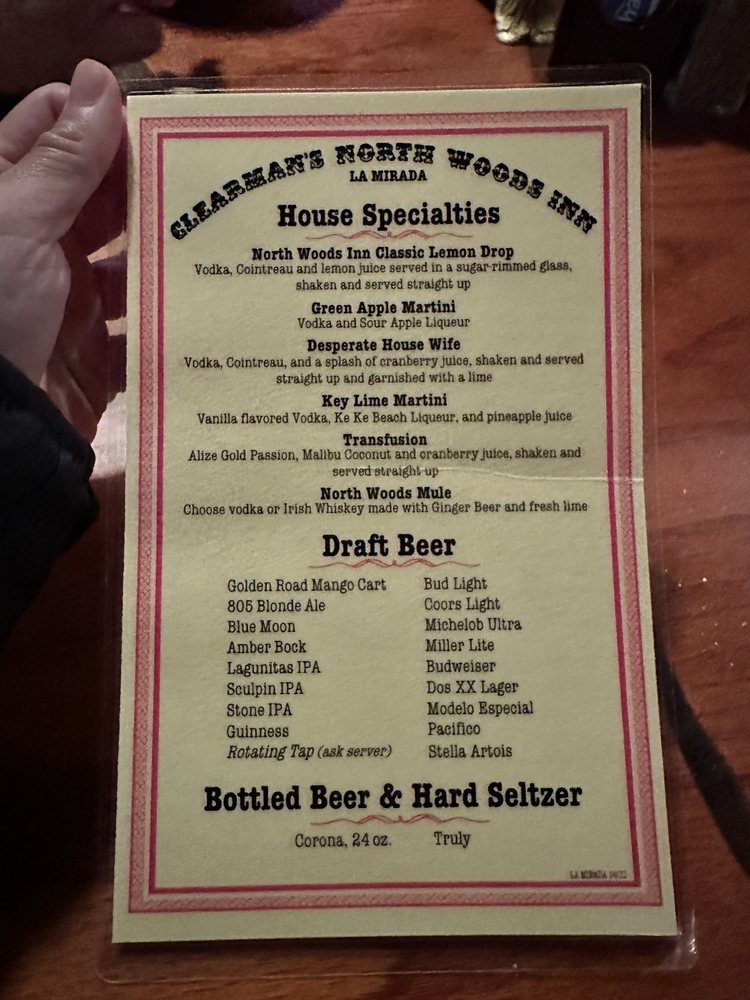 CLEARMAN'S NORTH WOODS INN
LA MIRADA
House Specialties
North Woods Inn Classic Lemon Drop
Vodka, Cointreau and lemon juice served in a sugar-rimmed glass,
shaken and served straight up
Green Apple Martini
Vodka and Sour Apple Liqueur
Desperate House Wife
Vodka, Cointreau, and a splash of cranberry juice, shaken and served
straight up and garnished with a lime
Key Lime Martini
Vanilla flavored Vodka, Ke Ke Beach Liqueur, and pineapple juice
Transfusion
Alize Gold Passion, Malibu Coconut and cranberry juice, shaken and
served straight up
North Woods Mule
Choose vodka or Irish Whiskey made with Ginger Beer and fresh lime
Draft Beer
Golden Road Mango Cart Bud Light
805 Blonde Ale Coors Light
Blue Moon Michelob Ultra
Amber Bock Miller Lite
Lagunitas IPA Budweiser
Sculpin IPA Dos XX Lager
Stone IPA Modelo Especial
Guinness Pacifico
Rotating Tap (ask server) Stella Artois
Bottled Beer & Hard Seltzer
Corona, 24 oz. Truly
LA MIRADA